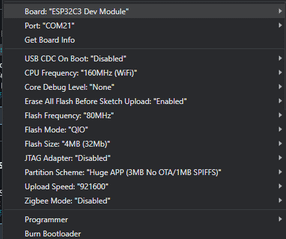 Board: "ESP32C3 Dev Module"
Port: "COM21"
Get Board Info
USB CDC On Boot: "Disabled"
CPU Frequency: "160MHz (WiFi)"
Core Debug Level: "None"
Erase All Flash Before Sketch Upload: "Enabled"
Flash Frequency: "80MHz"
Flash Mode: "QIO"
Flash Size: "4MB (32Mb)"
JTAG Adapter: "Disabled"
Partition Scheme: "Huge APP (3MB No OTA/1MB SPIFFS)"
Upload Speed: "921600"
Zigbee Mode: "Disabled"
Programmer
Burn Bootloader